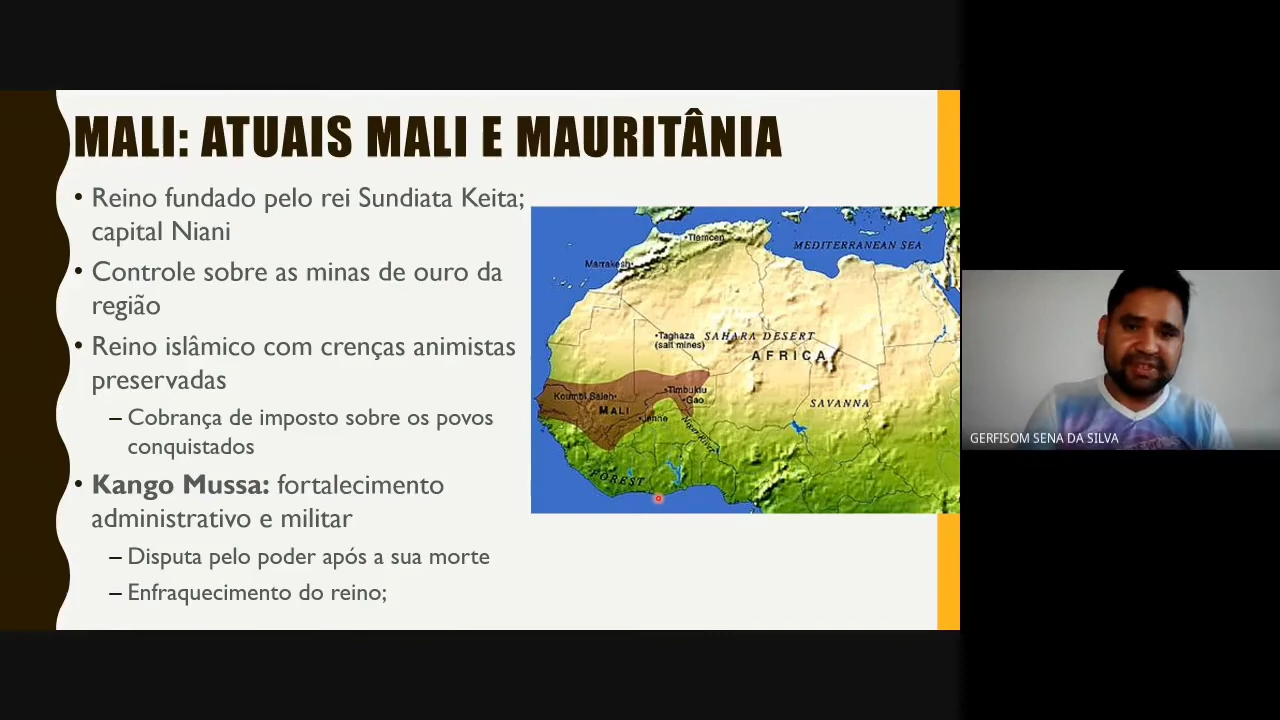 MALI: ATUAIS MALI E MAURITÂNIA
• Reino fundado pelo rei Sundiata Keita;
capital Niani
• Controle sobre as minas de ouro da
região
• Reino islâmico com crenças animistas
preservadas
– Cobrança de imposto sobre os povos
conquistados
• Kango Mussa: fortalecimento
administrativo e militar
– Disputa pelo poder após a sua morte
– Enfraquecimento do reino;
Tlemcen
MEDITERRANEAN SEA
Marrakesh
Taghaza
(salt mines)
SAHARA DESERT
AFRICA
Koumbi Saleh
Timbuktu
Gao
MALI
Jenne
SAVANNA
Niger River
FOREST
GERFISOM SENA DA SILVA